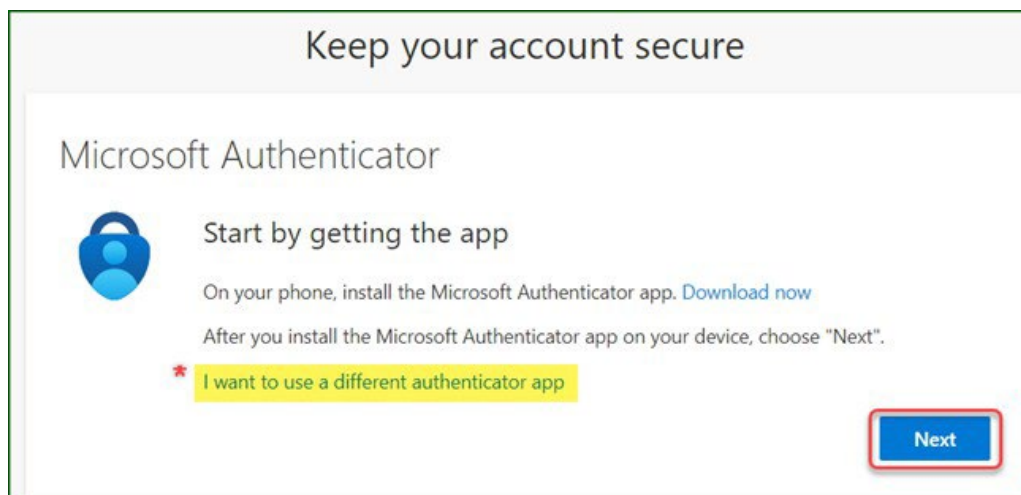 Keep your account secure
Microsoft Authenticator
Start by getting the app
On your phone, install the Microsoft Authenticator app. Download now
After you install the Microsoft Authenticator app on your device, choose "Next".
* I want to use a different authenticator app
Next